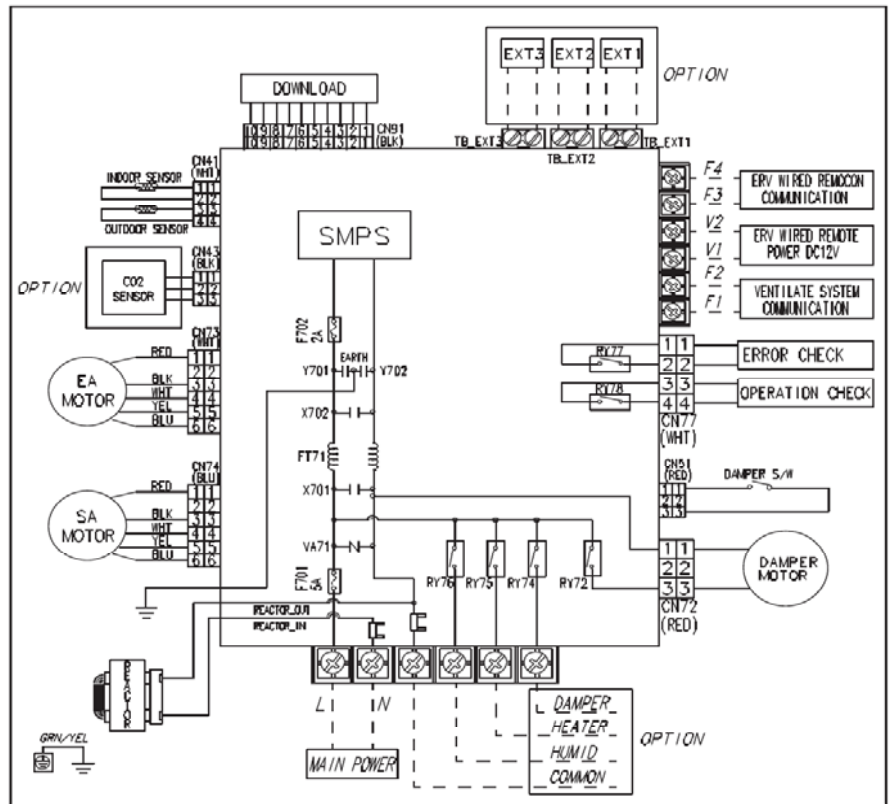 EXT3 EXT2 EXT1
OPTION
DOWNLOAD
10 9 8 7 6 5 4 3 2 1
10 9 8 7 6 5 4 3 2 1
CN91
(BLK)
TB_EXT3
TB_EXT2
TB_EXT1
CN41
(WHT)
INDOOR SENSOR
1 1
2 2
3 3
4 4
OUTDOOR SENSOR
F4
F3
ERV WIRED REMOCON
COMMUNICATION
V2
V1
ERV WIRED REMOTE
POWER DC12V
F2
F1
VENTILATE SYSTEM
COMMUNICATION
SMPS
CN43
(BLK)
OPTION
CO2
SENSOR
1 1
2 2
3 3
F702
2A
EARTH
Y701
Y702
X702
FT71
X701
VA71
F701
5A
CN73
(WHT)
EA
MOTOR
RED
BLK
WHT
YEL
BLU
1 1
2 2
3 3
4 4
5 5
6 6
RY77
1 1
2 2
ERROR CHECK
RY78
3 3
4 4
OPERATION CHECK
CN77
(WHT)
CN74
(BLU)
SA
MOTOR
RED
BLK
WHT
YEL
BLU
1 1
2 2
3 3
4 4
5 5
6 6
CN51
(RED)
DAMPER S/W
1 1
2 2
3 3
RY76
RY75
RY74
RY72
1 1
2 2
3 3
CN72
(RED)
DAMPER
MOTOR
REACTOR_OUT
REACTOR_IN
REACTOR
GRN/YEL
L
N
MAIN POWER
DAMPER
HEATER
HUMID
COMMON
OPTION